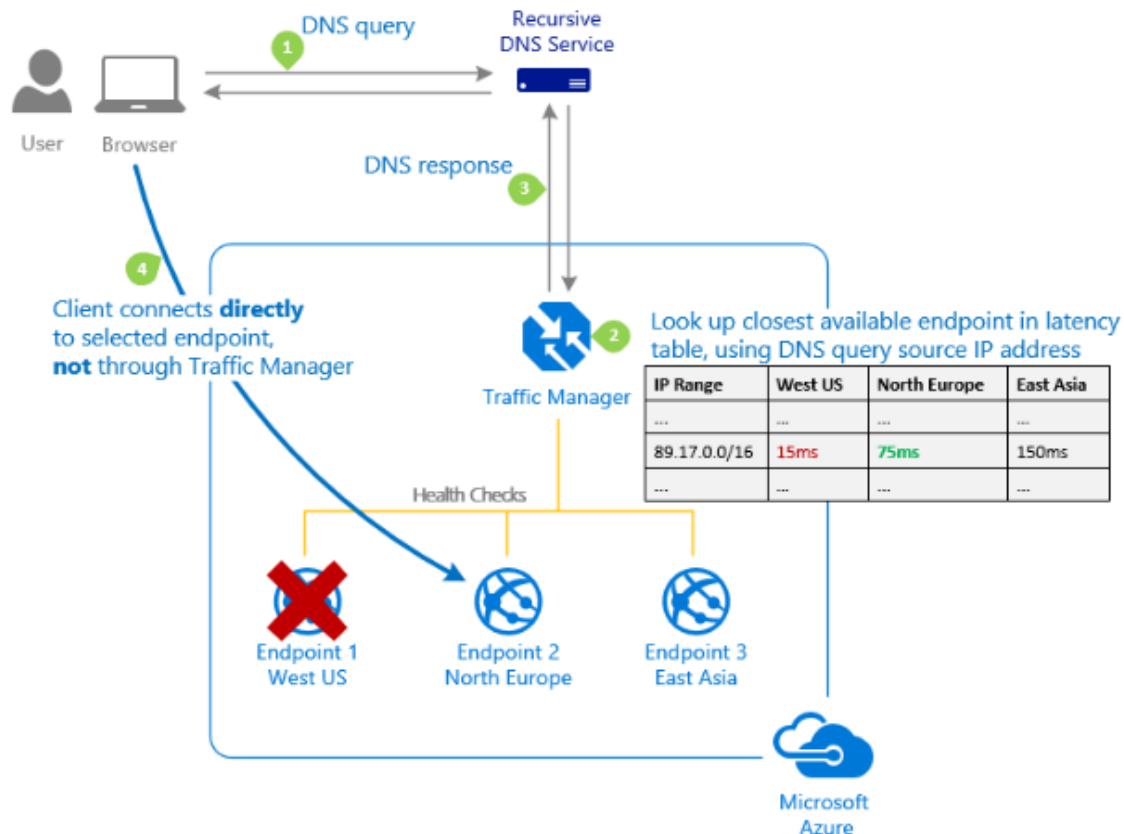 DNS query
1
Recursive
DNS Service
User
Browser
DNS response
3
4
Client connects directly
to selected endpoint,
not through Traffic Manager
2
Look up closest available endpoint in latency
table, using DNS query source IP address
Traffic Manager
IP Range West US North Europe East Asia
... ... ... ...
89.17.0.0/16 15ms 75ms 150ms
... ... ... ...
Health Checks
Endpoint 1
West US
Endpoint 2
North Europe
Endpoint 3
East Asia
Microsoft
Azure